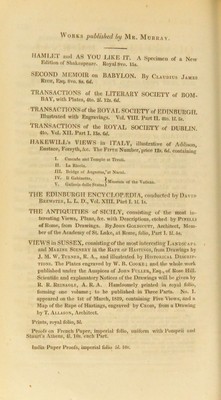 WORKS published by MR. MURRAY.
HAMLET and AS YOU LIKE IT. A Specimen of a New
Edition of Shakespeare. Royal 8vo. 18s.
SECOND MEMOIR on BABYLON. By CLAUDIUS JAMES
RICH, Esq. 8vo. 8s. 6d.
TRANSACTIONS of the LITERARY SOCIETY of BOM-
BAY, with Plates, 4to. 2l. 12s. 6d.
TRANSACTIONS of the ROYAL SOCIETY of EDINBURGH.
Illustrated with Engravings. Vol. VIII. Part II. 4to. 1l. 1s.
TRANSACTIONS of the ROYAL SOCIETY of DUBLIN.
4to. Vol. XII. Part I. 13s. 6d.
HAKEWILL's VIEWS in ITALY, illustrative of Addison,
Eustace, Forsyth, &c. The FIFTH NUMBER, price 12s. 6d. containing
I. Cascade and Temple at Tivoli.
II. La Riccia.
III. Bridge of Augustus, at
IV. Il Gabinetto,
V. Galleria delle
Museum of the Vatican.
THE EDINBURGH ENCYCLOPÆDIA, conducted by DAVID
BREWSTER, L. L. D., Vol. XIII. Part I. 1l. 1s.
THE ANTIQUITIES of SICILY, consisting of the most in-
teresting Views, Plans, &c. with Descriptions, etched by PINELLI
of Rome, from Drawings. By JOHN GOLDICUTT, Architect, Mem-
ber of the Academy of St. Luke, at Rome, folio, Part I. 1l. 5s.
VIEWS in SUSSEX, consisting of the most interesting LANDSCAPE
and MARINE SCENERY in the RAPE of HASTINGS, from Drawings by
J. M. W. TURNER, R. A., and illustrated by HISTORICAL DESCRIP-
TIONS. The Plates engraved by W. B. COOKE; and the whole work
published under the Auspices of JOHN FULLER, Esq., of Rose Hill.
Scientific and explanatory Notices of the Drawings will be given by
R. R. REINAGLE, A. R. A. Handsomely printed in royal folio,
forming one volume; to be published in Three Parts. No. I.
appeared on the 1st of March, 1819, containing Five Views, and a
Map of the Rape of Hastings, engraved by COOKE, from a Drawing
by T. ALLASON, Architect.
Prints, royal folio, 3l.
Proofs on French Paper, imperial folio, uniform with Pompeii and
Stuart's Athens, 4l. 10s. each Part.
India Paper Proofs, imperial folio